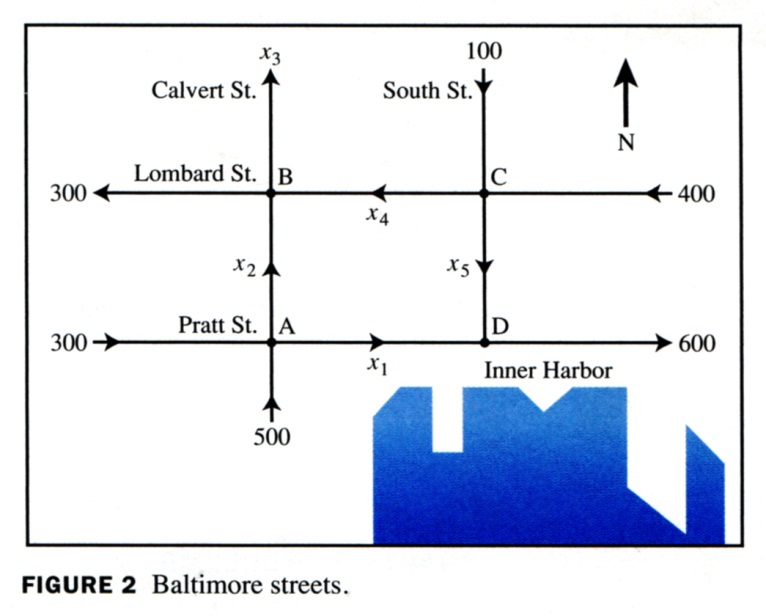 x3 100
Calvert St. South St.
N
Lombard St. B C
300 400
x4
x2 x5
Pratt St. A D
300 600
x1 Inner Harbor
500
FIGURE 2 Baltimore streets.